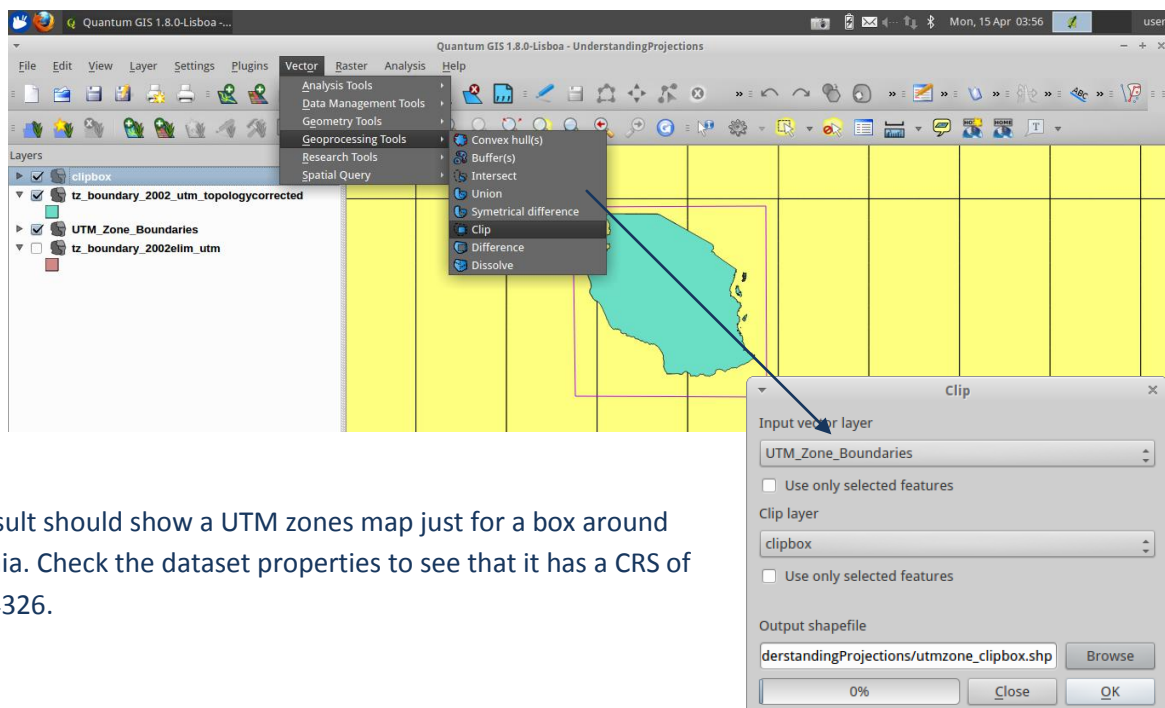 Quantum GIS 1.8.0-Lisboa -...
Mon, 15 Apr 03:56
user
Quantum GIS 1.8.0-Lisboa - UnderstandingProjections
File Edit View Layer Settings Plugins Vector Raster Analysis Help
Analysis Tools
Data Management Tools
Geometry Tools
Geoprocessing Tools
Research Tools
Spatial Query
Convex hull(s)
Buffer(s)
Intersect
Union
Symetrical difference
Clip
Difference
Dissolve
Layers
clipbox
tz_boundary_2002_utm_topologycorrected
UTM_Zone_Boundaries
tz_boundary_2002elim_utm
Clip
Input vector layer
UTM_Zone_Boundaries
Use only selected features
Clip layer
clipbox
Use only selected features
Output shapefile
derstandingProjections/utmzone_clipbox.shp
Browse
0%
Close
OK
sult should show a UTM zones map just for a box around
ia. Check the dataset properties to see that it has a CRS of
326.